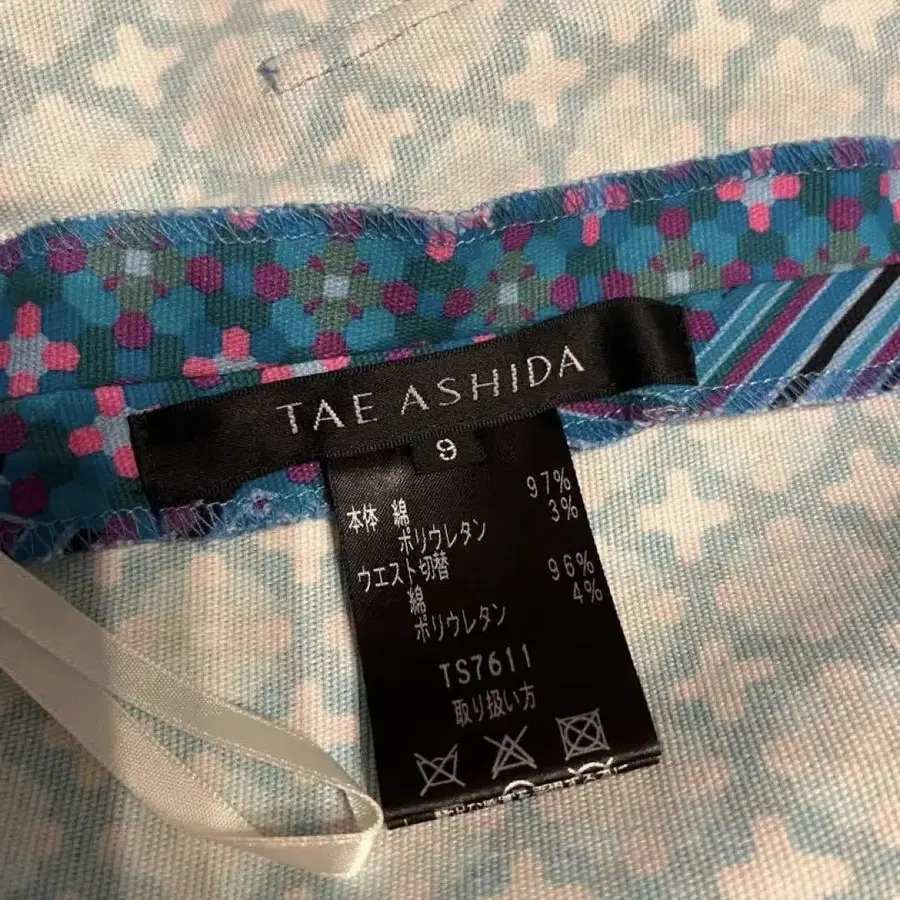 TAE ASHIDA
9
本体 綿 97%
ポリウレタン 3%
ウエスト切替
綿 96%
ポリウレタン 4%
TS7611
取り扱い方